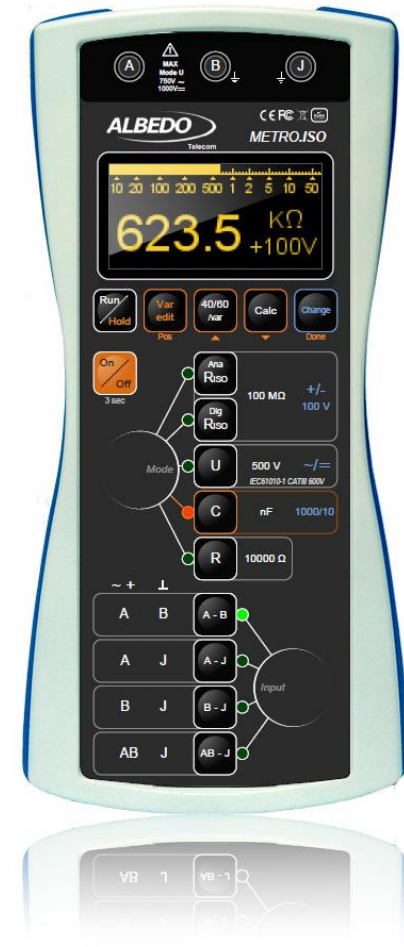 A B J
MAX
Mode U
750V ~
1000V⎓
ALBEDO
Telecom
CE FC
METRO.ISO
10 20 100 200 500 1 2 5 10 50
623.5 KΩ
+100V
Run/Hold
Var edit
40/60 /var
Calc
Change
Pos
Done
On/Off
3 sec
Ana RISO
Dig RISO
100 MΩ
+/-
100 V
Mode
U 500 V ~/=
IEC61010-1 CATIII 600V
C nF 1000/10
R 10000 Ω
~ + ⊥
A B A - B
A J A - J
Input
B J B - J
AB J AB - J